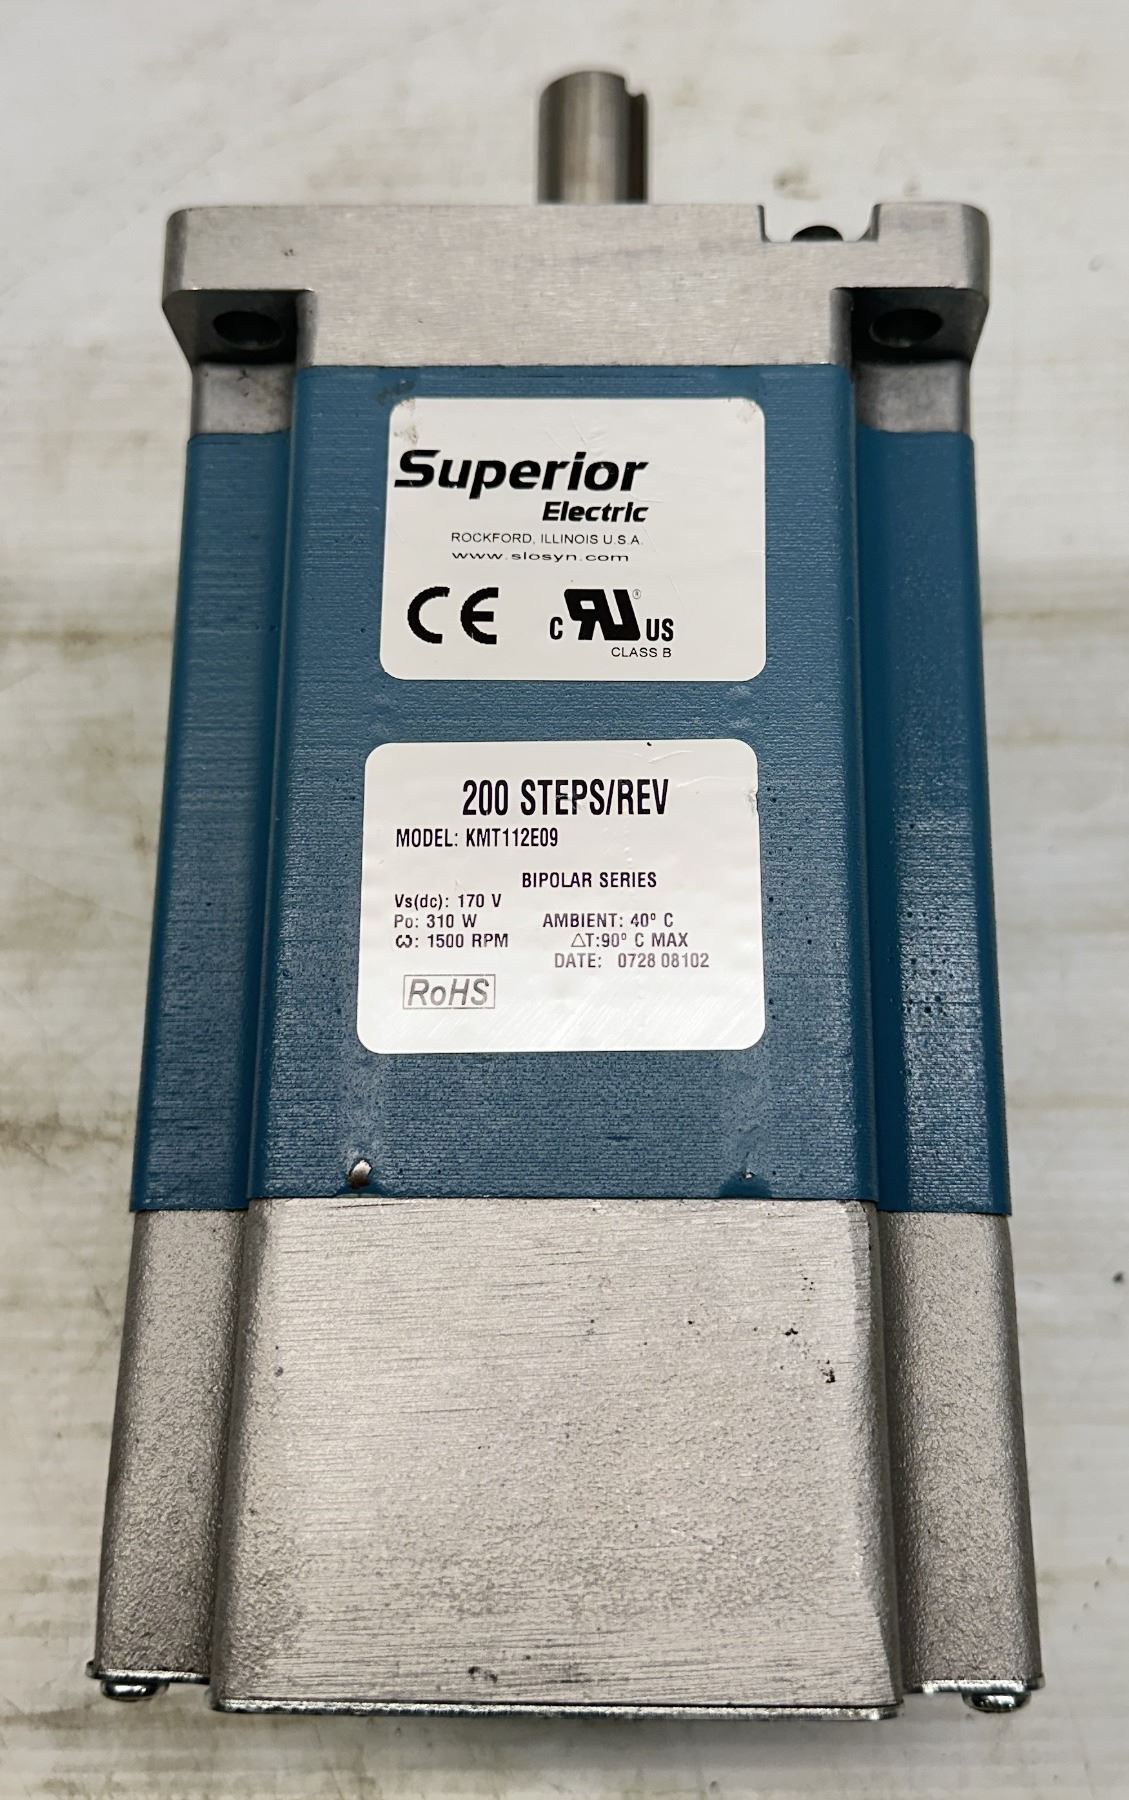 Superior
Electric
ROCKFORD, ILLINOIS U.S.A.
www.slosyn.com
CE
C RU ® US
CLASS B
200 STEPS/REV
MODEL: KMT112E09
BIPOLAR SERIES
Vs(dc): 170 V
Po: 310 W AMBIENT: 40° C
ω: 1500 RPM ΔT:90° C MAX
DATE: 0728 08102
RoHS